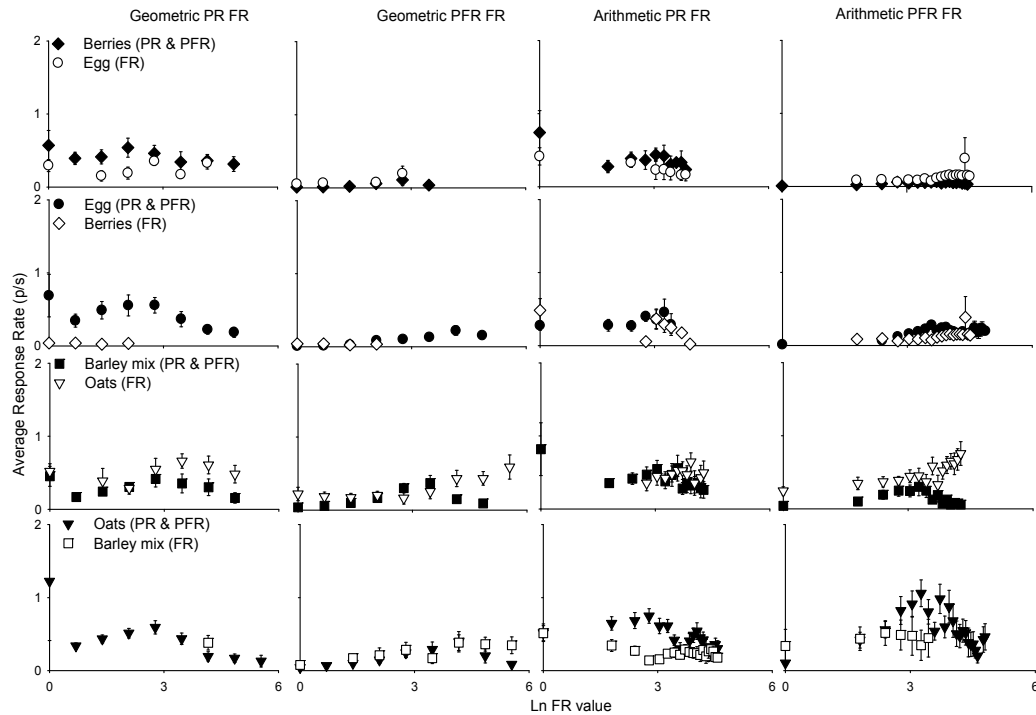 Geometric PR FR
Geometric PFR FR
Arithmetic PR FR
Arithmetic PFR FR
2
Berries (PR & PFR)
Egg (FR)
1
0
2
Egg (PR & PFR)
Berries (FR)
1
0
2
Barley mix (PR & PFR)
Oats (FR)
1
0
2
Oats (PR & PFR)
Barley mix (FR)
1
0
Average Response Rate (p/s)
0 3 6 0 3 6 0 3 6 0 3 6
Ln FR value